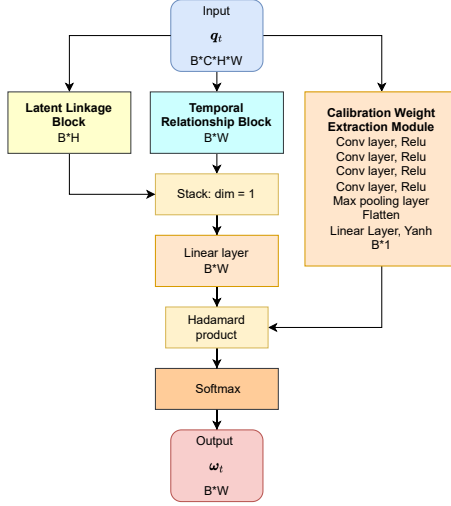 Input
q_t
B*C*H*W
Latent Linkage
Block
B*H
Temporal
Relationship Block
B*W
Calibration Weight
Extraction Module
Conv layer, Relu
Conv layer, Relu
Conv layer, Relu
Conv layer, Relu
Max pooling layer
Flatten
Linear Layer, Yanh
B*1
Stack: dim = 1
Linear layer
B*W
Hadamard
product
Softmax
Output
ω_t
B*W